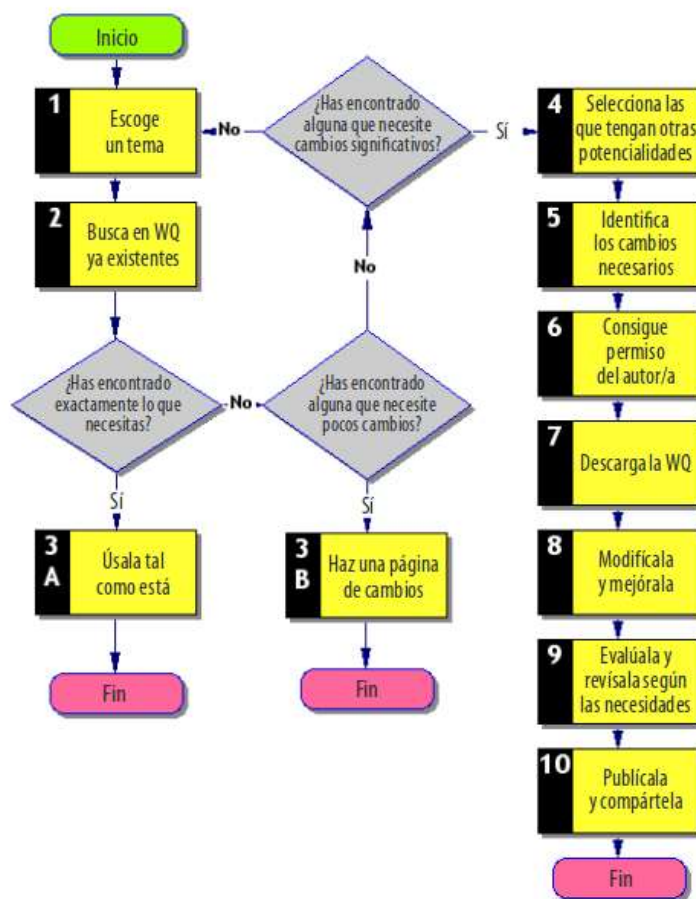 Inicio
1
Escoge
un tema
2
Busca en WQ
ya existentes
¿Has encontrado
exactamente lo que
necesitas?
Sí
3
A
Úsala tal
como está
Fin
No
¿Has encontrado
alguna que necesite
pocos cambios?
Sí
3
B
Haz una página
de cambios
Fin
No
¿Has encontrado
alguna que necesite
cambios significativos?
No
Sí
4
Selecciona las
que tengan otras
potencialidades
5
Identifica
los cambios
necesarios
6
Consigue
permiso
del autor/a
7
Descarga la WQ
8
Modifícala
y mejórala
9
Evalúala y
revísala según
las necesidades
10
Publícala
y compártela
Fin